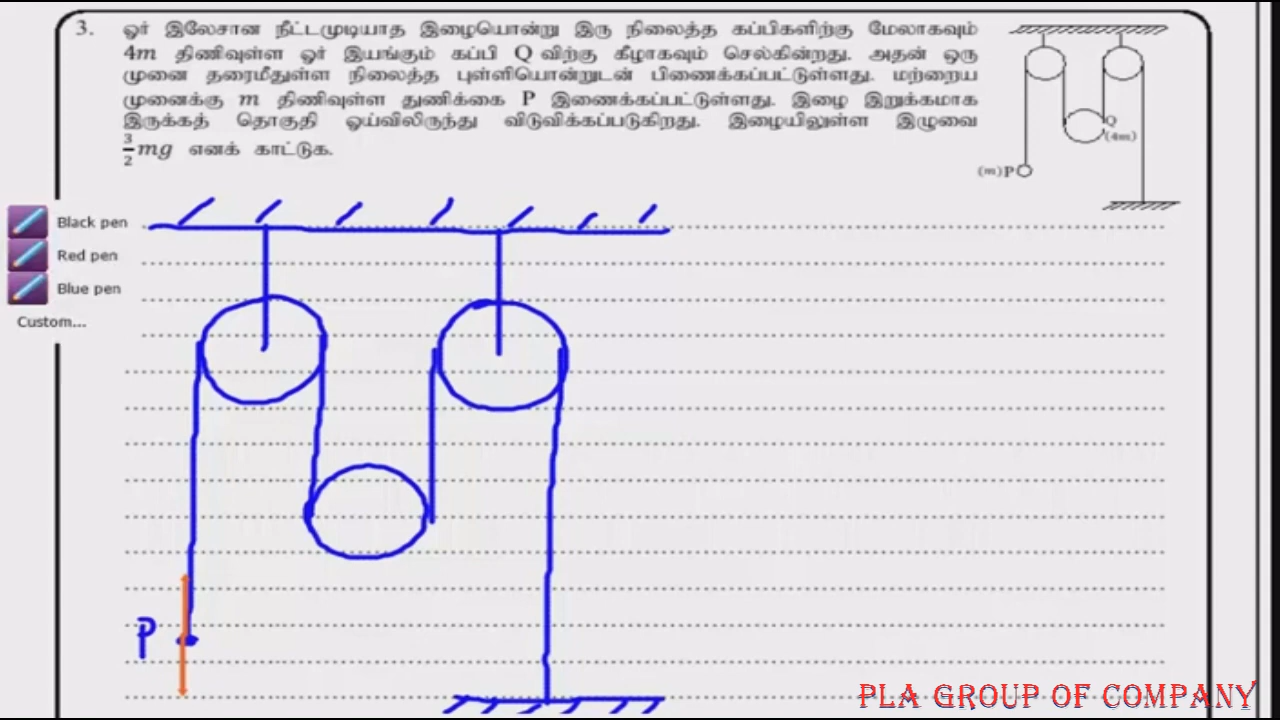 3. ஓர் இலேசான நீட்டமுடியாத இழையொன்று இரு நிலைத்த கப்பிகளிற்கு மேலாகவும்
4m திணிவுள்ள ஓர் இயங்கும் கப்பி Q விற்கு கீழாகவும் செல்கின்றது. அதன் ஒரு
முனை தரைமீதுள்ள நிலைத்த புள்ளியொன்றுடன் பிணைக்கப்பட்டுள்ளது. மற்றைய
முனைக்கு m திணிவுள்ள துணிக்கை P இணைக்கப்பட்டுள்ளது. இழை இறுக்கமாக
இருக்கத் தொகுதி ஓய்விலிருந்து விடுவிக்கப்படுகிறது. இழையிலுள்ள இழுவை
3/2 mg எனக் காட்டுக.
Q
(4m)
(m)P
Black pen
Red pen
Blue pen
Custom...
P
PLA GROUP OF COMPANY